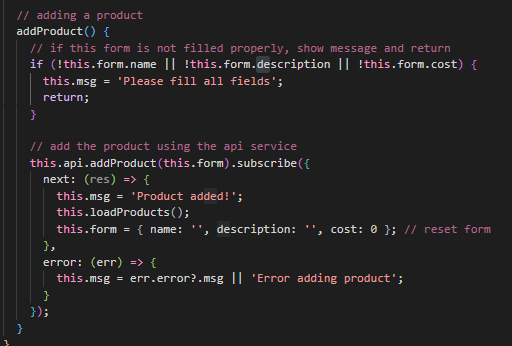 // adding a product
addProduct() {
// if this form is not filled properly, show message and return
if (!this.form.name || !this.form.description || !this.form.cost) {
this.msg = 'Please fill all fields';
return;
}
// add the product using the api service
this.api.addProduct(this.form).subscribe({
next: (res) => {
this.msg = 'Product added!';
this.loadProducts();
this.form = { name: '', description: '', cost: 0 }; // reset form
},
error: (err) => {
this.msg = err.error?.msg || 'Error adding product';
}
});
}
}